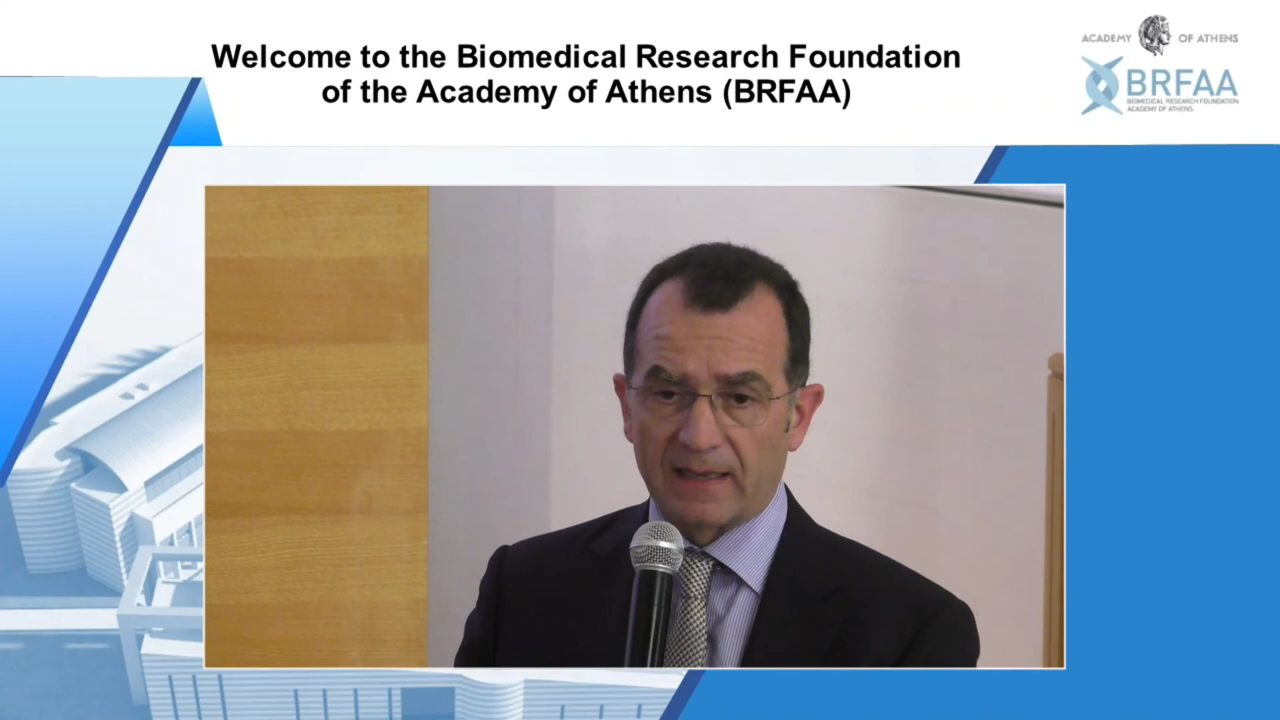 Welcome to the Biomedical Research Foundation
of the Academy of Athens (BRFAA)
ACADEMY OF ATHENS
BRFAA
BIOMEDICAL RESEARCH FOUNDATION
ACADEMY OF ATHENS